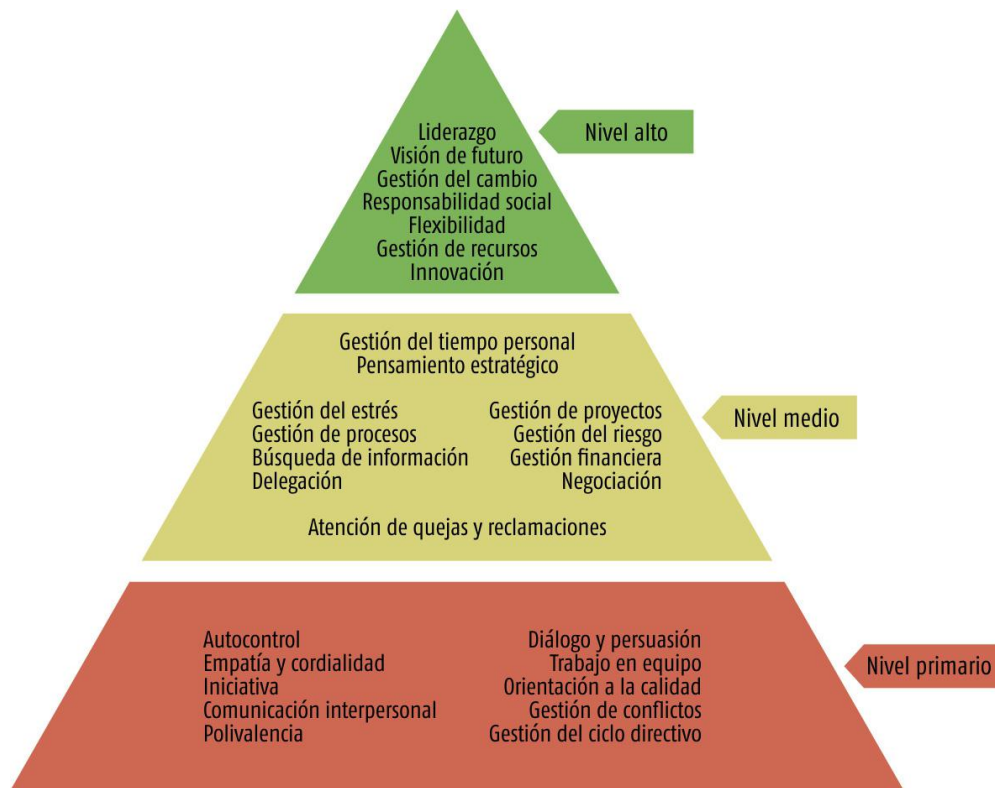 Liderazgo
Visión de futuro
Gestión del cambio
Responsabilidad social
Flexibilidad
Gestión de recursos
Innovación
Nivel alto
Gestión del tiempo personal
Pensamiento estratégico
Gestión del estrés
Gestión de procesos
Búsqueda de información
Delegación
Gestión de proyectos
Gestión del riesgo
Gestión financiera
Negociación
Atención de quejas y reclamaciones
Nivel medio
Autocontrol
Empatía y cordialidad
Iniciativa
Comunicación interpersonal
Polivalencia
Diálogo y persuasión
Trabajo en equipo
Orientación a la calidad
Gestión de conflictos
Gestión del ciclo directivo
Nivel primario